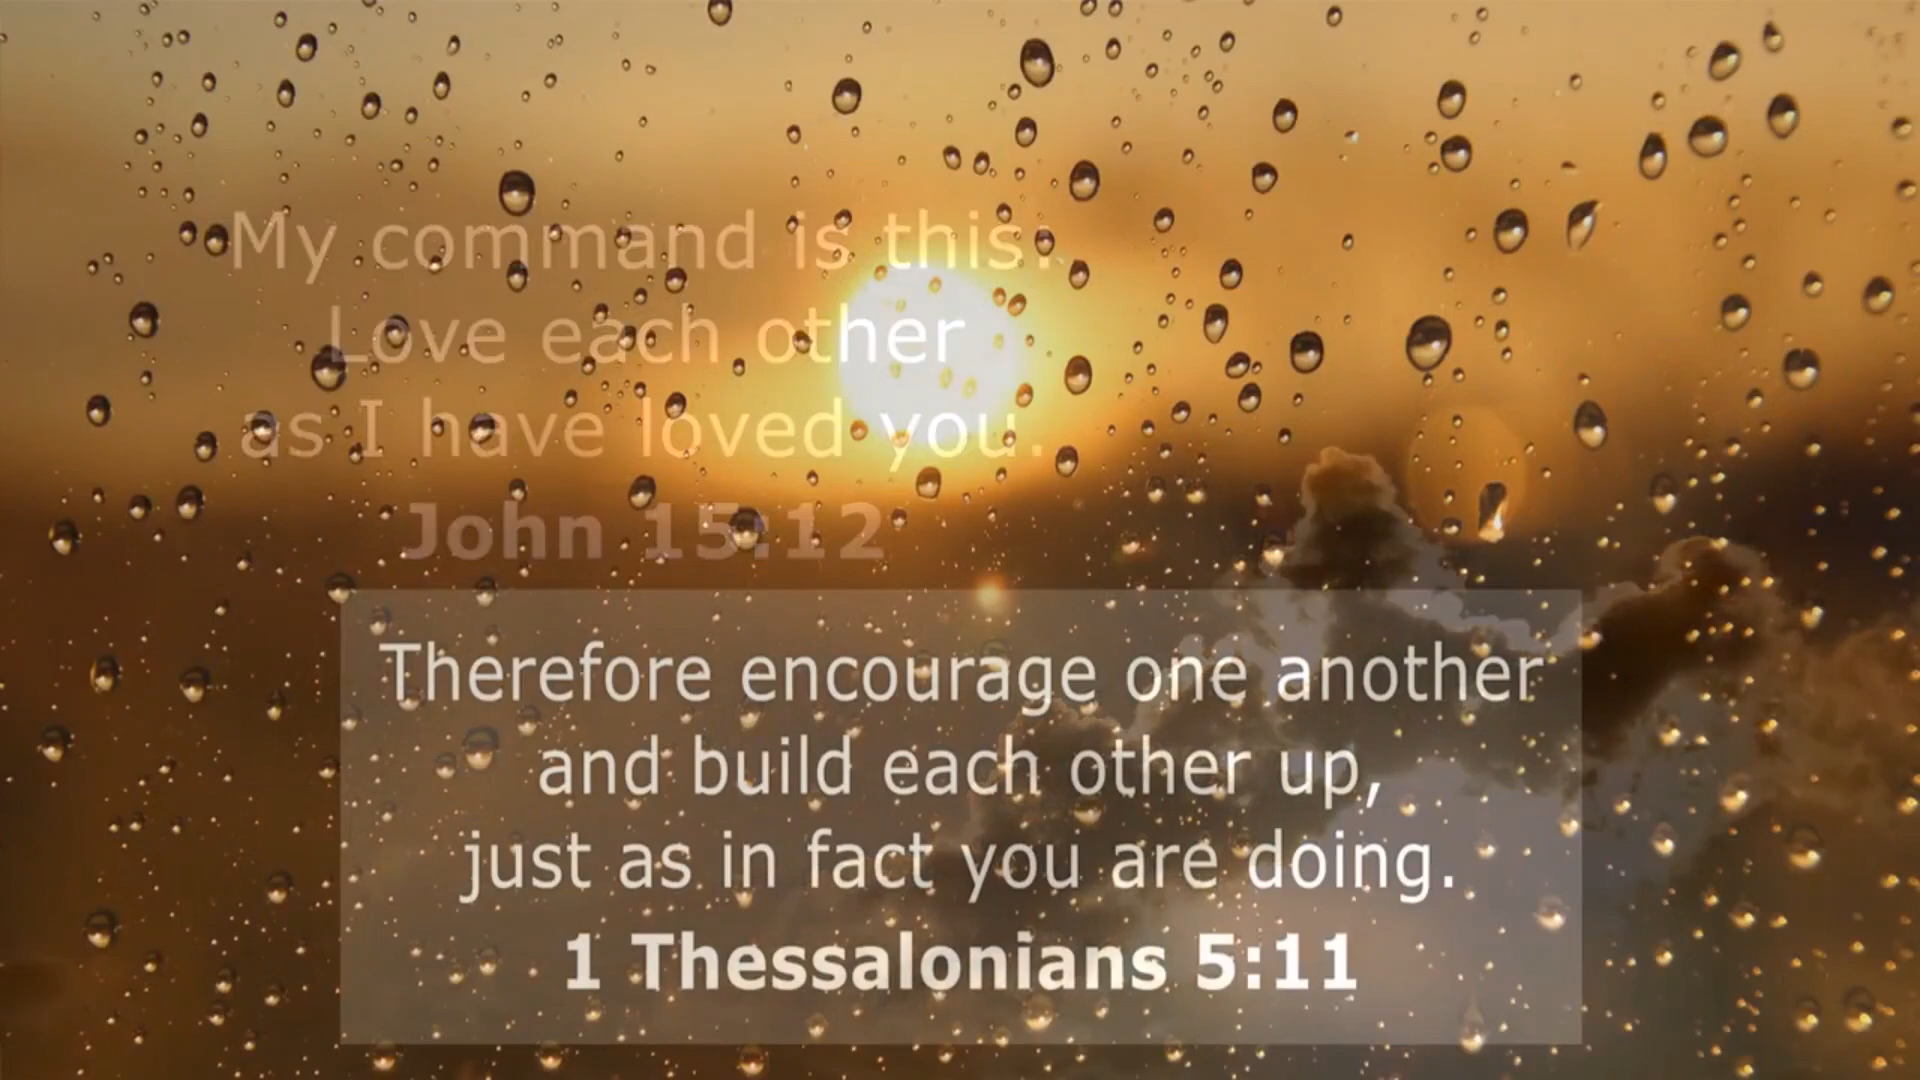 My command is this:
Love each other
as I have loved you.
John 15:12
Therefore encourage one another
and build each other up,
just as in fact you are doing.
1 Thessalonians 5:11